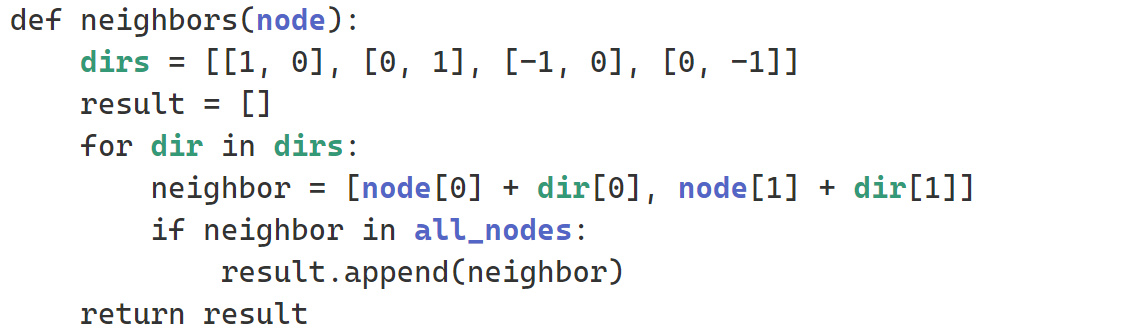 def neighbors(node):
    dirs = [[1, 0], [0, 1], [−1, 0], [0, −1]]
    result = []
    for dir in dirs:
        neighbor = [node[0] + dir[0], node[1] + dir[1]]
        if neighbor in all_nodes:
            result.append(neighbor)
    return result